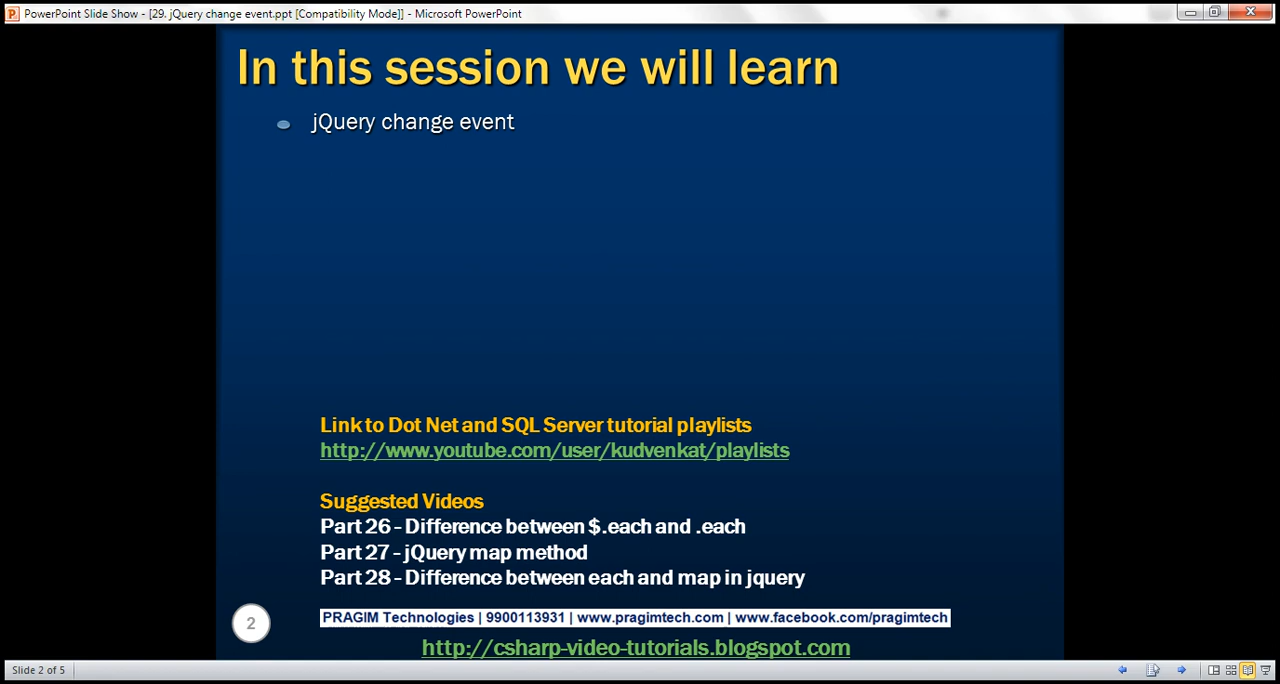 PowerPoint Slide Show - [29. jQuery change event.ppt [Compatibility Mode]] - Microsoft PowerPoint
In this session we will learn
jQuery change event
Link to Dot Net and SQL Server tutorial playlists
http://www.youtube.com/user/kudvenkat/playlists
Suggested Videos
Part 26 - Difference between $.each and .each
Part 27 - jQuery map method
Part 28 - Difference between each and map in jquery
2
PRAGIM Technologies | 9900113931 | www.pragimtech.com | www.facebook.com/pragimtech
http://csharp-video-tutorials.blogspot.com
Slide 2 of 5